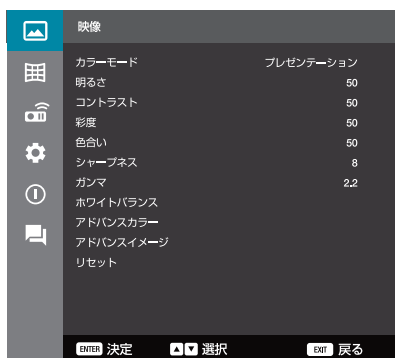 映像
カラーモード プレゼンテーション
明るさ 50
コントラスト 50
彩度 50
色合い 50
シャープネス 8
ガンマ 2.2
ホワイトバランス
アドバンスカラー
アドバンスイメージ
リセット
ENTER 決定 ▲▼ 選択 EXIT 戻る